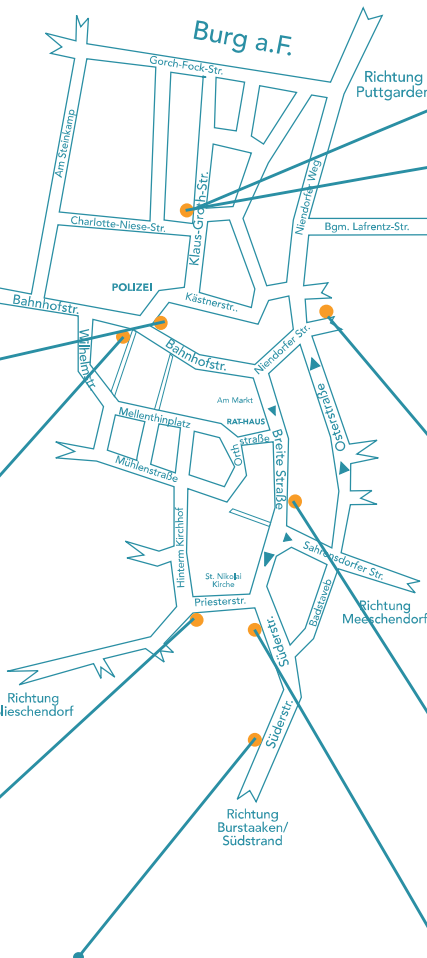 Burg a.F.
Gorch-Fock-Str.
Richtung
Puttgarden
Am Steinkamp
Niendorfer Weg
Klaus-Groth-Str.
Charlotte-Niese-Str.
Bgm. Lafrentz-Str.
POLIZEI
Kästnerstr..
Bahnhofstr.
Wilhelmstr.
Bahnhofstr.
Niendorfer Str.
Am Markt
RAT-HAUS
Mellenthinplatz
Orth
straße
Breite Straße
Osterstraße
Mühlenstraße
Hinterm Kirchhof
Sahrensdorfer Str.
St. Nikolai
Kirche
Priesterstr.
Badstaveb
Richtung
Meeschendorf
Süderstr.
Richtung
lieschendorf
Süderstr.
Richtung
Burstaaken/
Südstrand